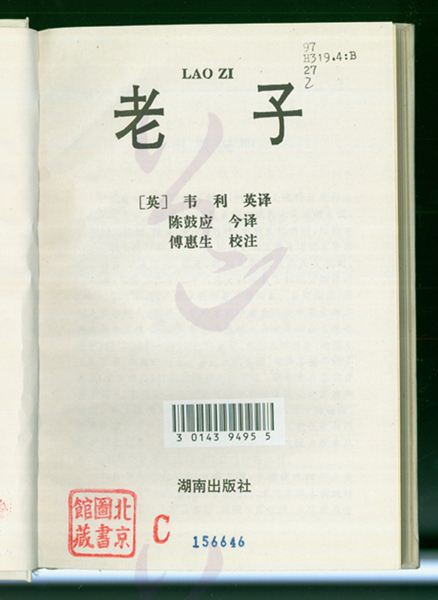 97
H319.4:B
27
2
LAO ZI
老 子
[英] 韦 利 英译
陈鼓应 今译
傅惠生 校注
3 0143 9495 5
湖南出版社
北京
圖書
館藏
C
156646